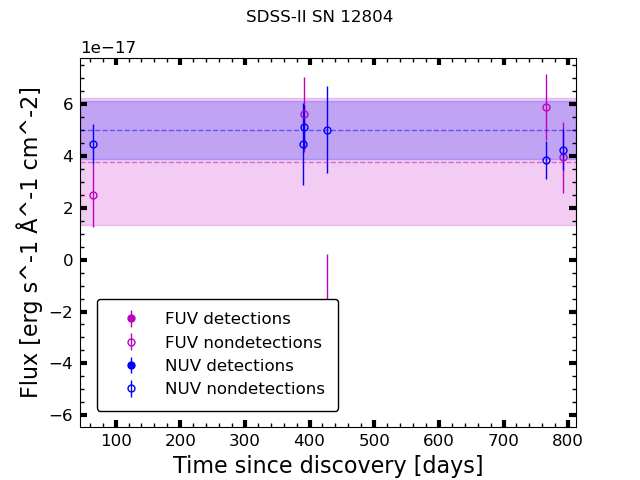 SDSS-II SN 12804
1e−17
Flux [erg s^-1 Å^-1 cm^-2]
6
4
2
0
−2
−4
−6
FUV detections
FUV nondetections
NUV detections
NUV nondetections
100 200 300 400 500 600 700 800
Time since discovery [days]